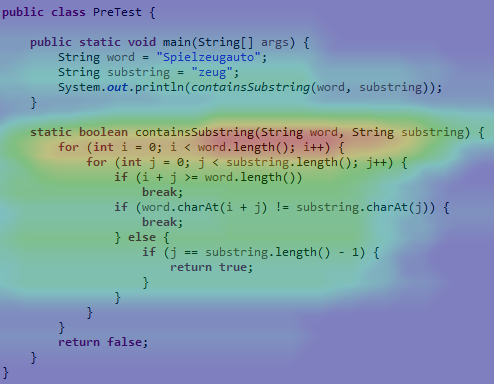 public class PreTest {
public static void main(String[] args) {
String word = "Spielzeugauto";
String substring = "zeug";
System.out.println(containsSubstring(word, substring));
}
static boolean containsSubstring(String word, String substring) {
for (int i = 0; i < word.length(); i++) {
for (int j = 0; j < substring.length(); j++) {
if (i + j >= word.length())
break;
if (word.charAt(i + j) != substring.charAt(j)) {
break;
} else {
if (j == substring.length() - 1) {
return true;
}
}
}
}
return false;
}
}